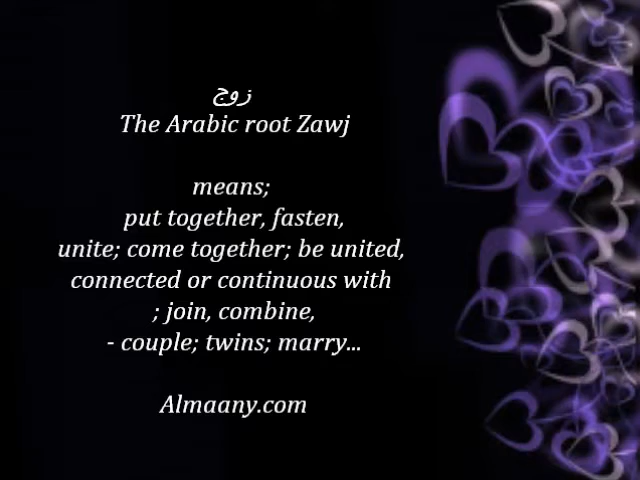 زوج
The Arabic root Zawj
means;
put together, fasten,
unite; come together; be united,
connected or continuous with
; join, combine,
- couple; twins; marry...
Almaany.com